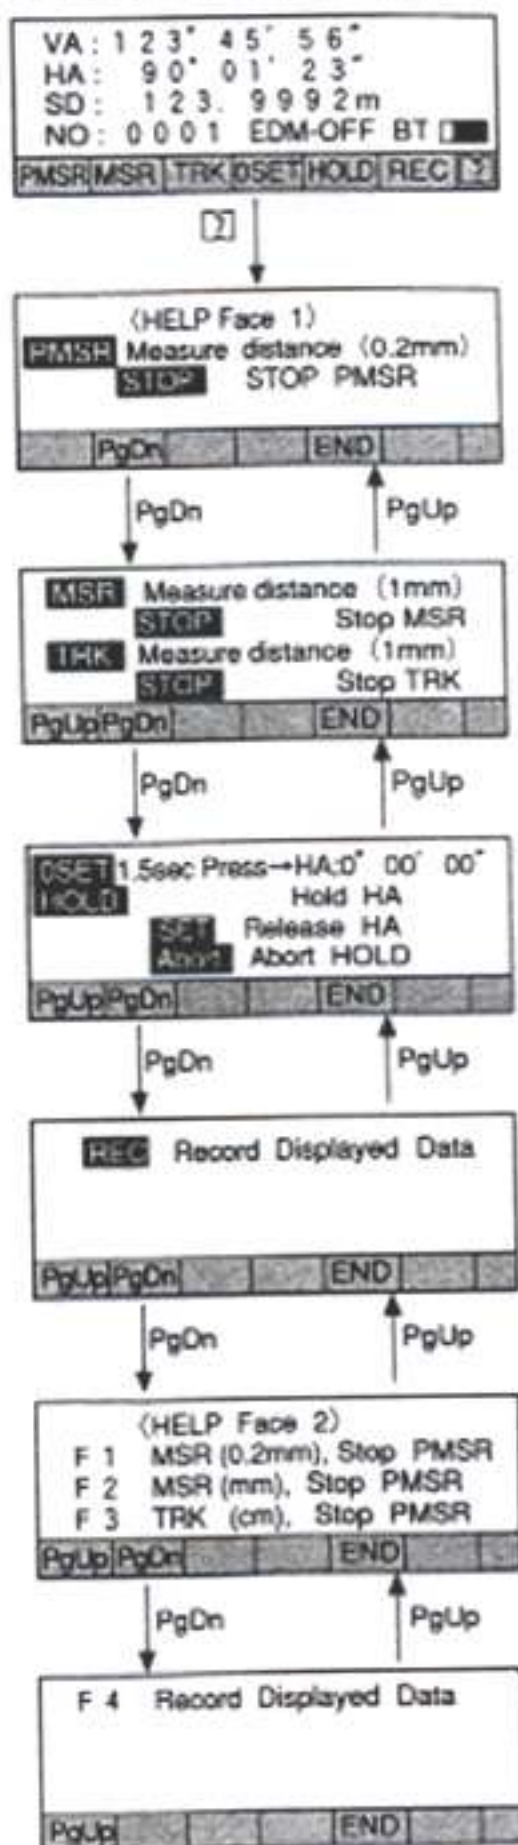 VA: 123° 45′ 56″
HA: 90° 01′ 23″
SD: 123. 9992m
NO: 0001 EDM-OFF BT
PMSR MSR TRK 0SET HOLD REC
PgDn
(HELP Face 1)
PMSR Measure distance (0.2mm)
STOP STOP PMSR
PgDn END
PgDn PgUp
MSR Measure distance (1mm)
STOP Stop MSR
TRK Measure distance (1mm)
STOP Stop TRK
PgUp PgDn END
PgDn PgUp
0SET 1.5sec Press→HA:0° 00′ 00″
HOLD Hold HA
SET Release HA
Abort Abort HOLD
PgUp PgDn END
PgDn PgUp
REC Record Displayed Data
PgUp PgDn END
PgDn PgUp
(HELP Face 2)
F 1 MSR (0.2mm), Stop PMSR
F 2 MSR (mm), Stop PMSR
F 3 TRK (cm), Stop PMSR
PgUp PgDn END
PgDn PgUp
F 4 Record Displayed Data
PgUp END